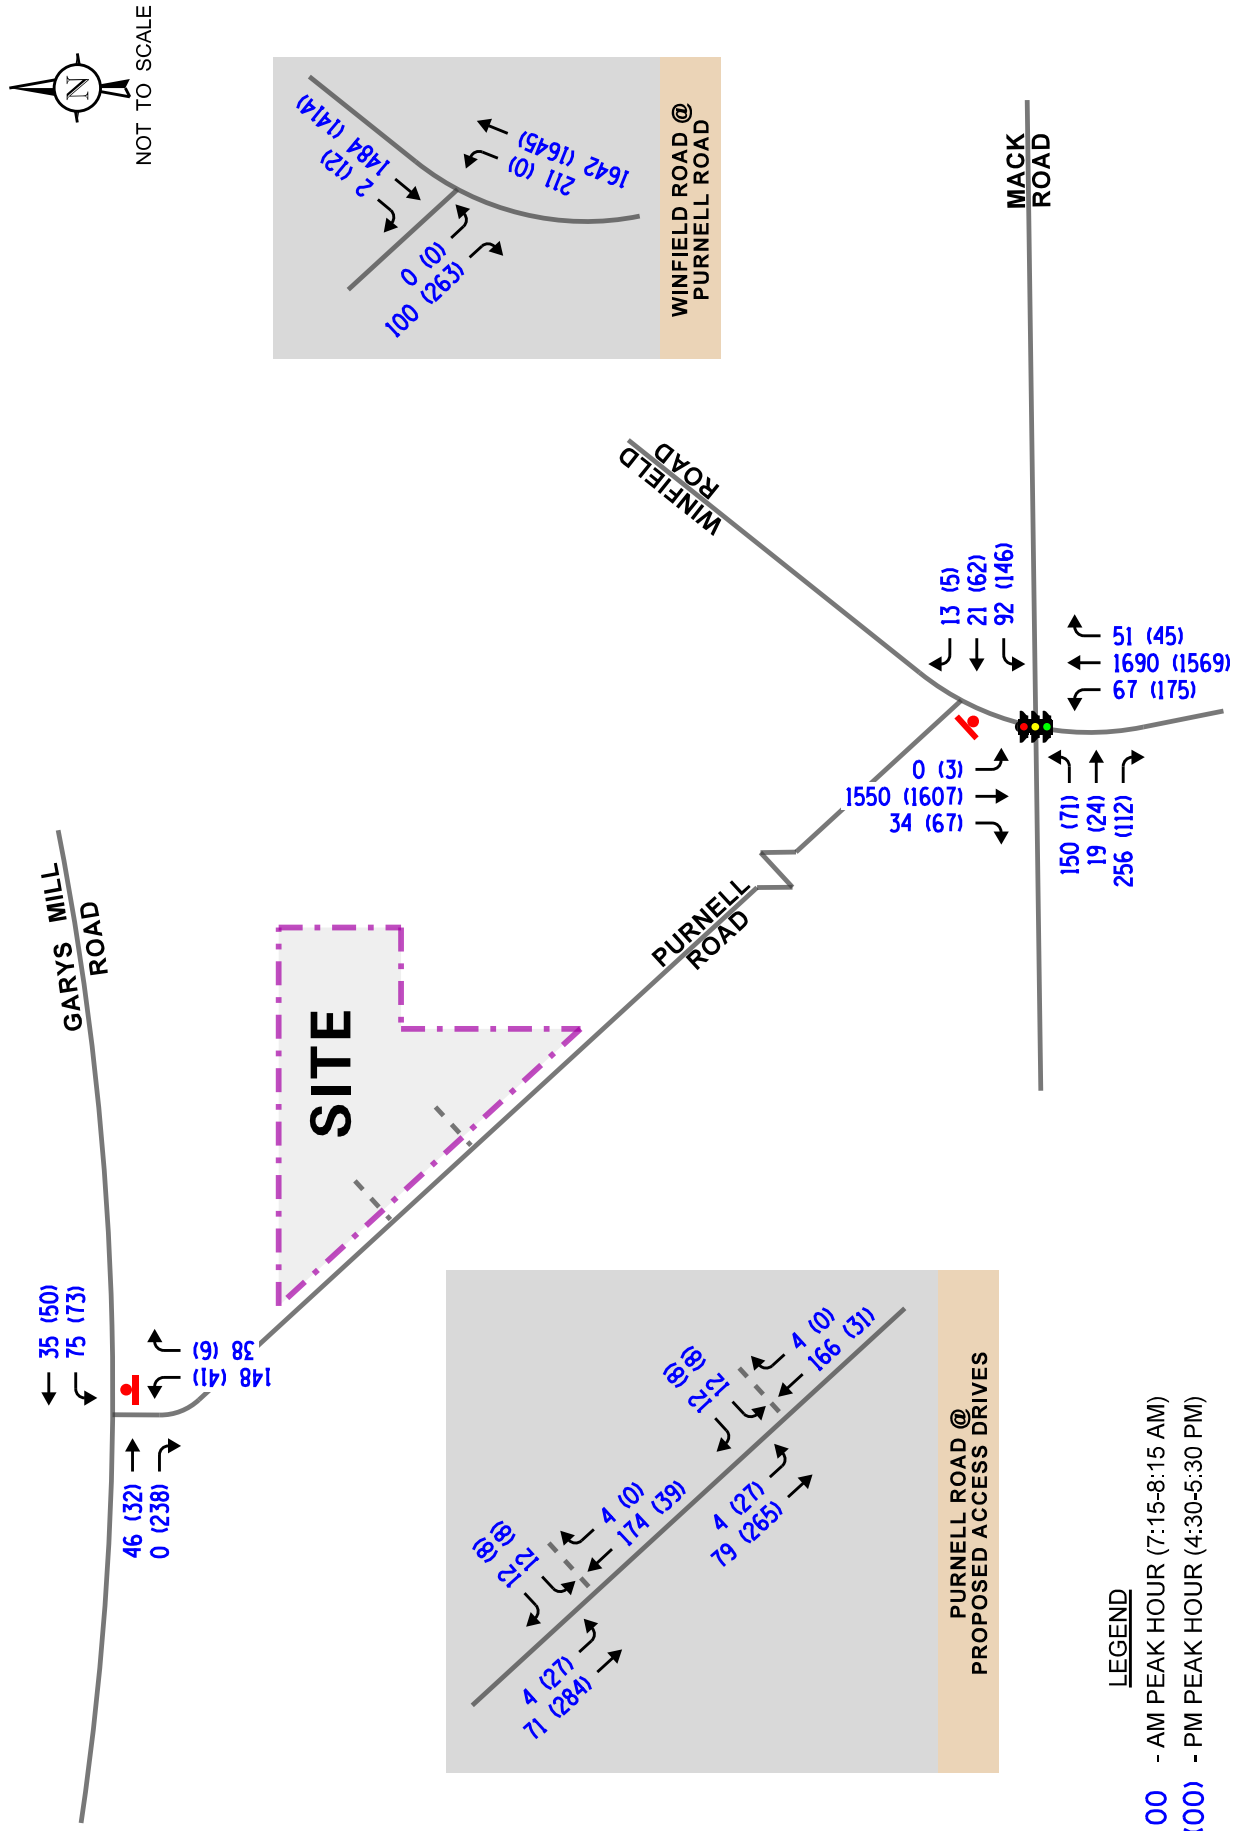 N
NOT TO SCALE
1484 (1414)
2 (12)
1642 (1645)
211 (0)
0 (0)
100 (263)
WINFIELD ROAD @
PURNELL ROAD
MACK
ROAD
WINFIELD
ROAD
13 (5)
21 (62)
92 (146)
51 (45)
1690 (1569)
67 (175)
0 (3)
1550 (1607)
34 (67)
150 (71)
19 (24)
256 (112)
GARYS MILL
ROAD
SITE
PURNELL
ROAD
35 (50)
75 (73)
38 (6)
148 (41)
46 (32)
0 (238)
12 (8)
12 (8)
4 (0)
166 (31)
4 (27)
79 (265)
12 (8)
12 (8)
4 (0)
174 (39)
4 (27)
71 (284)
PURNELL ROAD @
PROPOSED ACCESS DRIVES
LEGEND
00 - AM PEAK HOUR (7:15-8:15 AM)
(00) - PM PEAK HOUR (4:30-5:30 PM)